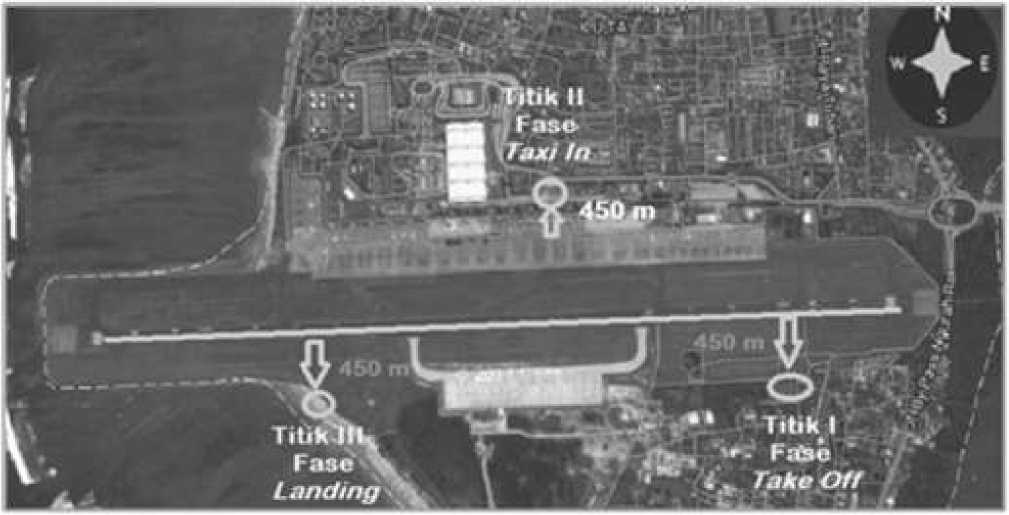 N
W E
S
Titik II
Fase
Taxi In
450 m
450 m
450 m
Titik III
Fase
Landing
Titik I
Fase
Take Off